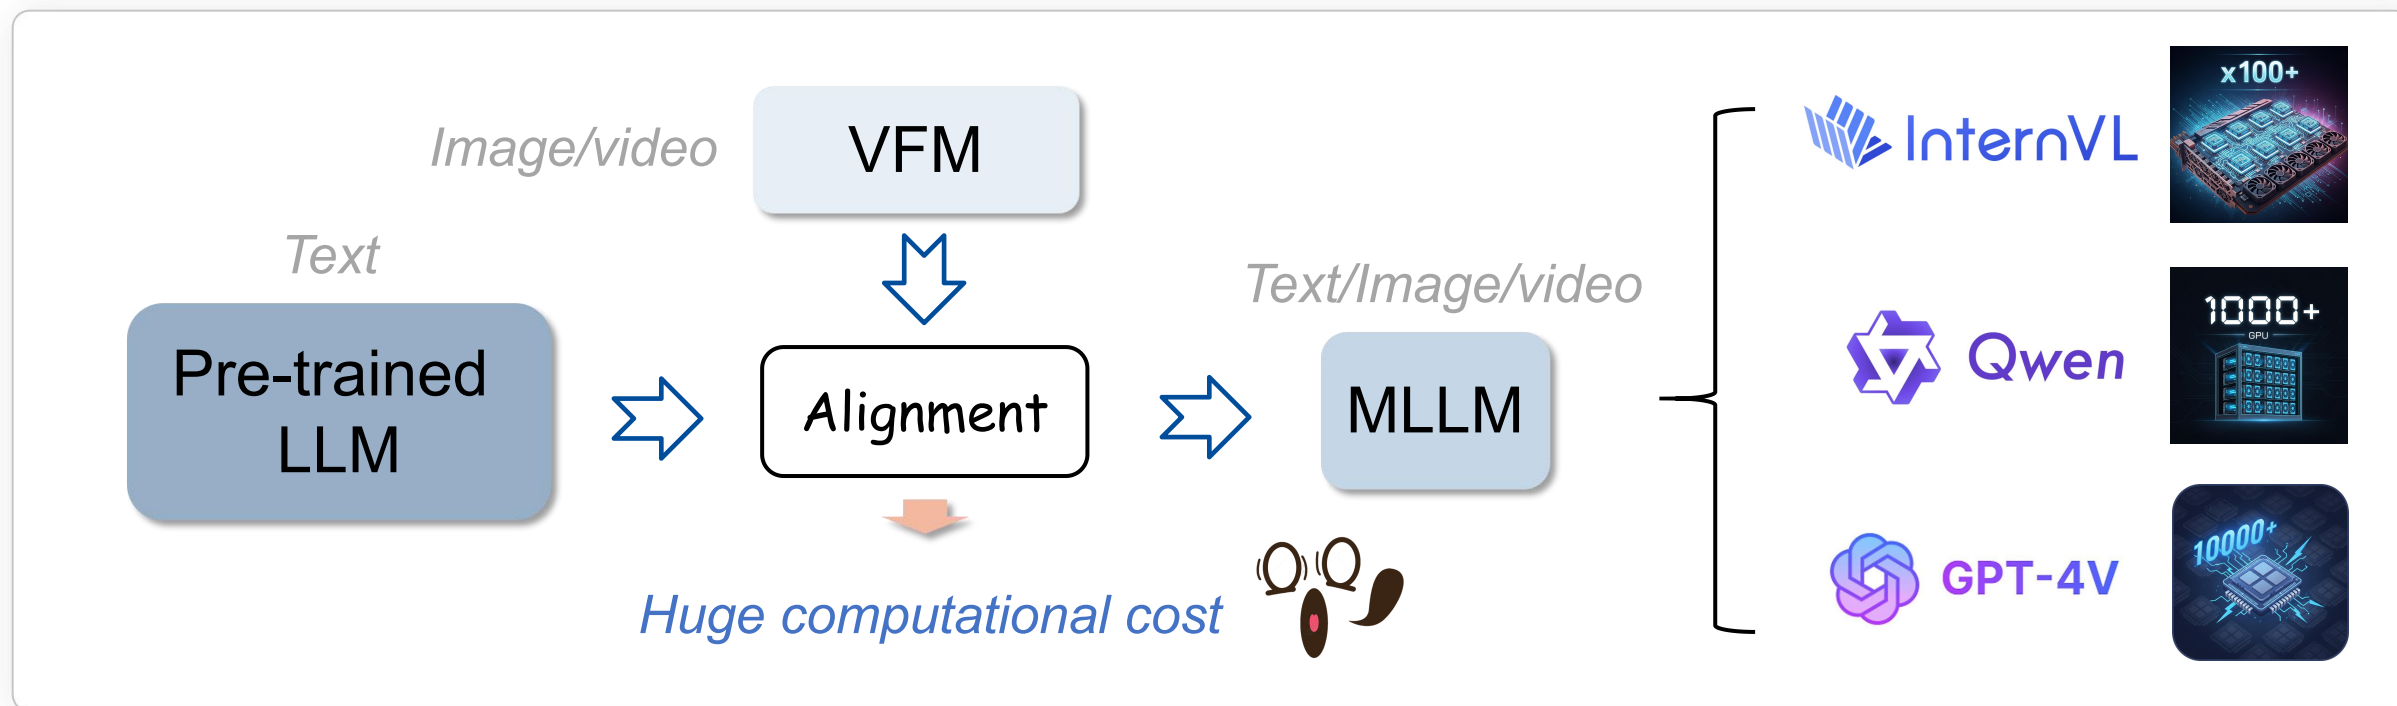 Image/video
VFM
Text
Pre-trained
LLM
Alignment
Text/Image/video
MLLM
Huge computational cost
InternVL
x100+
Qwen
1000+
GPU
GPT-4V
10000+